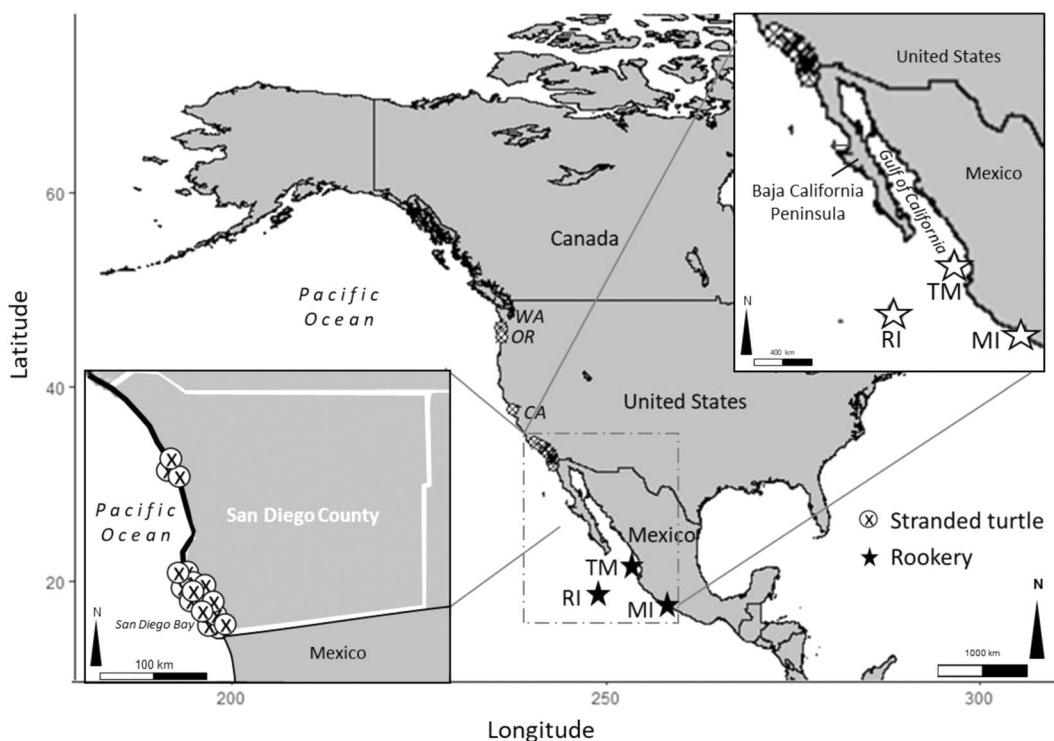 Latitude
60
40
20
200
250
300
Longitude
Pacific
Ocean
Canada
WA
OR
CA
United States
Mexico
TM
RI
MI
Stranded turtle
Rookery
N
1000 km
United States
Mexico
Baja California
Peninsula
Gulf of California
TM
RI
MI
N
400 km
Pacific
Ocean
San Diego County
San Diego Bay
Mexico
N
100 km